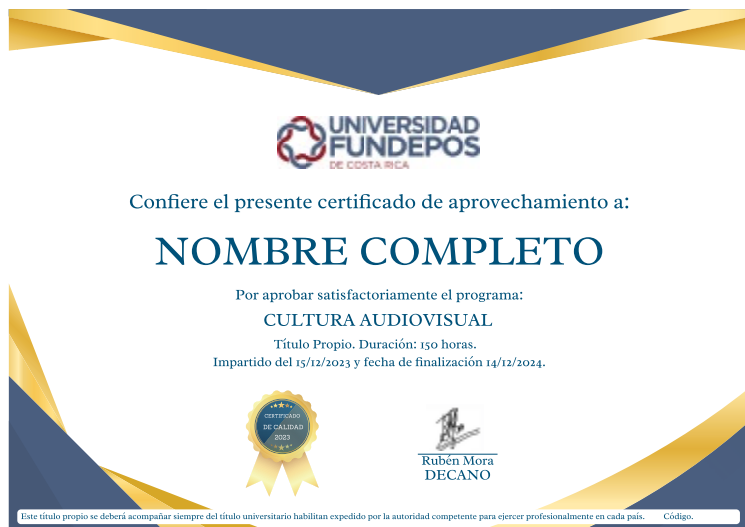 UNIVERSIDAD
FUNDEPOS
DE COSTA RICA
Confiere el presente certificado de aprovechamiento a:
NOMBRE COMPLETO
Por aprobar satisfactoriamente el programa:
CULTURA AUDIOVISUAL
Título Propio. Duración: 150 horas.
Impartido del 15/12/2023 y fecha de finalización 14/12/2024.
CERTIFICADO
DE CALIDAD
2023
Rubén Mora
DECANO
Este título propio se deberá acompañar siempre del título universitario habilitan expedido por la autoridad competente para ejercer profesionalmente en cada país. Código.